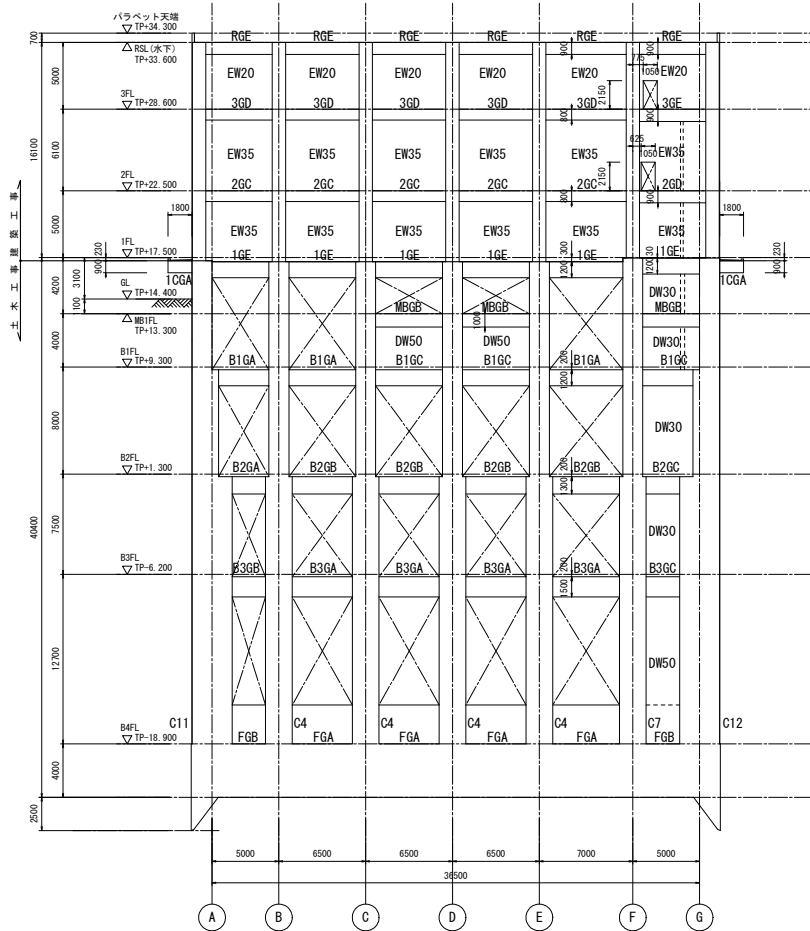 パラペット天端
TP+34.300
RSL(水下)
TP+33.600
700
RGE RGE RGE RGE RGE RGE
900 900
775
1050
5000
EW20 EW20 EW20 EW20 EW20 EW20
2150
3FL
TP+28.600
3GD 3GD 3GD 3GD 3GD 3GE
800 900
16100
6100
625
1050
EW35 EW35 EW35 EW35 EW35 EW35
2150
2FL
TP+22.500
2GC 2GC 2GC 2GC 2GC 2GD
800 900
建築工事
5000
1800 1800
EW35 EW35 EW35 EW35 EW35 EW35
1FL
TP+17.500
230
1GE 1GE 1GE 1GE 1GE 1GE
300
1200
230
900
1CGA 1CGA
土木工事
3100
4200
GL
TP+14.400
100
MB1FL
TP+13.300
MBGB MBGB MBGB
DW30
1000
4000
DW50 DW50 DW30
B1FL
TP+9.300
B1GA B1GA B1GC B1GC B1GA B1GC
200
1200
8000
DW30
B2FL
TP+1.300
B2GA B2GB B2GB B2GB B2GB B2GC
200
1300
40400
7500
DW30
B3FL
TP-6.200
B3GB B3GA B3GA B3GA B3GA B3GC
200
1500
12700
DW50
C11 C4 C4 C4 C4 C7 C12
B4FL
TP-18.900
FGB FGA FGA FGA FGA FGB
4000
2500
5000 6500 6500 6500 7000 5000
36500
A B C D E F G